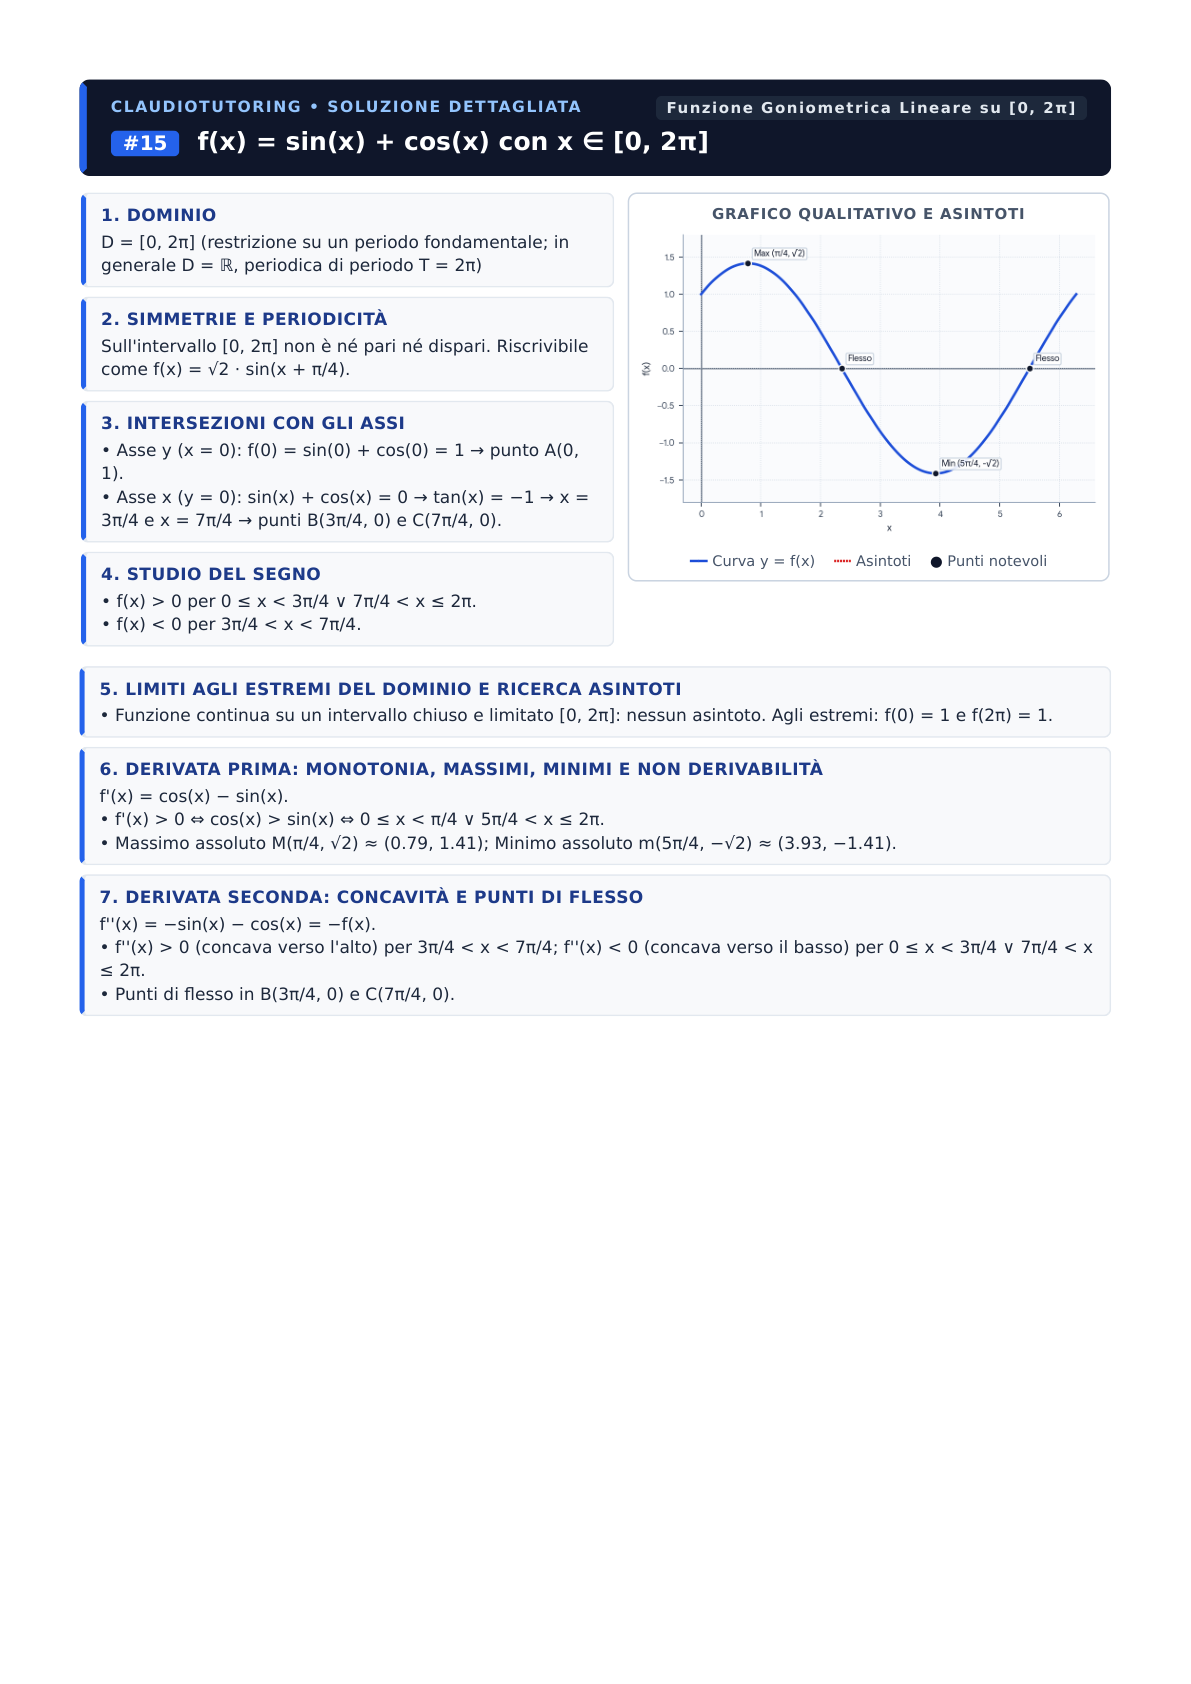 CLAUDIOTUTORING • SOLUZIONE DETTAGLIATA
Funzione Goniometrica Lineare su [0, 2π]
#15 f(x) = sin(x) + cos(x) con x ∈ [0, 2π]
1. DOMINIO
D = [0, 2π] (restrizione su un periodo fondamentale; in
generale D = ℝ, periodica di periodo T = 2π)
2. SIMMETRIE E PERIODICITÀ
Sull'intervallo [0, 2π] non è né pari né dispari. Riscrivibile
come f(x) = √2 · sin(x + π/4).
3. INTERSEZIONI CON GLI ASSI
• Asse y (x = 0): f(0) = sin(0) + cos(0) = 1 → punto A(0,
1).
• Asse x (y = 0): sin(x) + cos(x) = 0 → tan(x) = −1 → x =
3π/4 e x = 7π/4 → punti B(3π/4, 0) e C(7π/4, 0).
4. STUDIO DEL SEGNO
• f(x) > 0 per 0 ≤ x < 3π/4 ∨ 7π/4 < x ≤ 2π.
• f(x) < 0 per 3π/4 < x < 7π/4.
GRAFICO QUALITATIVO E ASINTOTI
Max (π/4, √2)
1.5
1.0
0.5
Flesso
Flesso
0.0
f(x)
−0.5
−1.0
Min (5π/4, -√2)
−1.5
0 1 2 3 4 5 6
x
Curva y = f(x) Asintoti Punti notevoli
5. LIMITI AGLI ESTREMI DEL DOMINIO E RICERCA ASINTOTI
• Funzione continua su un intervallo chiuso e limitato [0, 2π]: nessun asintoto. Agli estremi: f(0) = 1 e f(2π) = 1.
6. DERIVATA PRIMA: MONOTONIA, MASSIMI, MINIMI E NON DERIVABILITÀ
f'(x) = cos(x) − sin(x).
• f'(x) > 0 ⇔ cos(x) > sin(x) ⇔ 0 ≤ x < π/4 ∨ 5π/4 < x ≤ 2π.
• Massimo assoluto M(π/4, √2) ≈ (0.79, 1.41); Minimo assoluto m(5π/4, −√2) ≈ (3.93, −1.41).
7. DERIVATA SECONDA: CONCAVITÀ E PUNTI DI FLESSO
f''(x) = −sin(x) − cos(x) = −f(x).
• f''(x) > 0 (concava verso l'alto) per 3π/4 < x < 7π/4; f''(x) < 0 (concava verso il basso) per 0 ≤ x < 3π/4 ∨ 7π/4 < x
≤ 2π.
• Punti di flesso in B(3π/4, 0) e C(7π/4, 0).